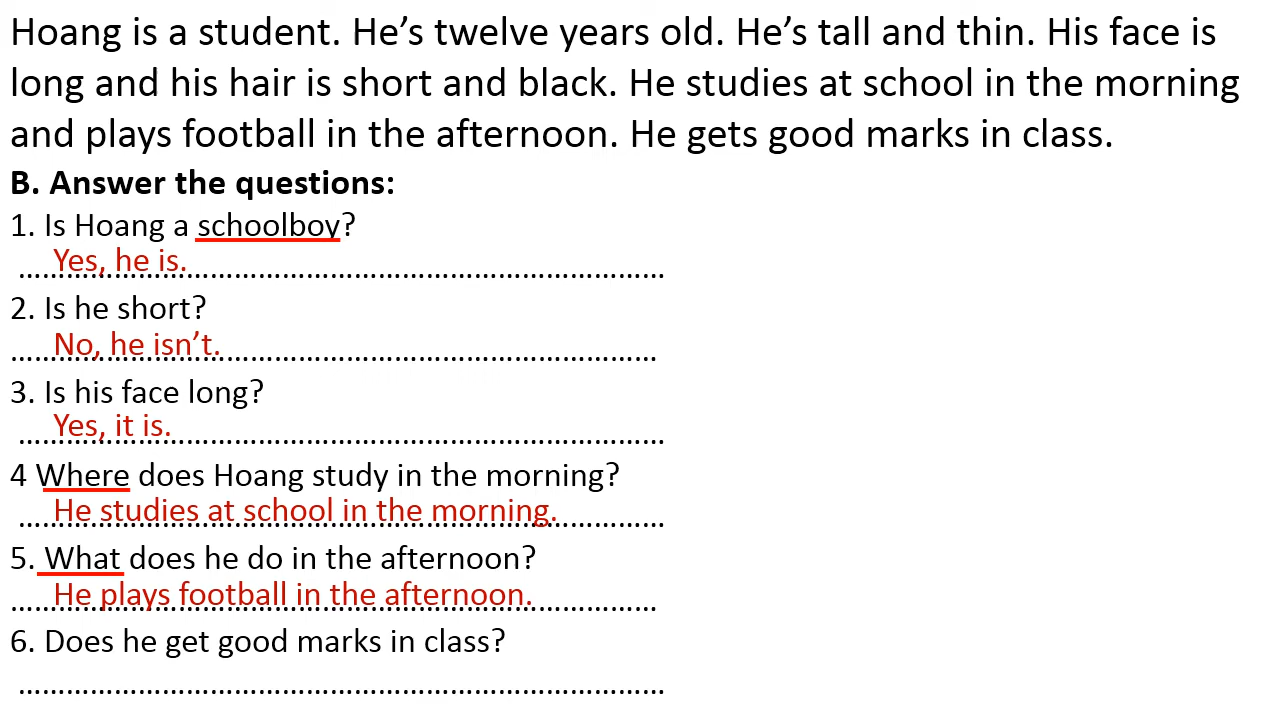 Hoang is a student. He’s twelve years old. He’s tall and thin. His face is
long and his hair is short and black. He studies at school in the morning
and plays football in the afternoon. He gets good marks in class.
B. Answer the questions:
1. Is Hoang a schoolboy?
Yes, he is.
2. Is he short?
No, he isn’t.
3. Is his face long?
Yes, it is.
4 Where does Hoang study in the morning?
He studies at school in the morning.
5. What does he do in the afternoon?
He plays football in the afternoon.
6. Does he get good marks in class?